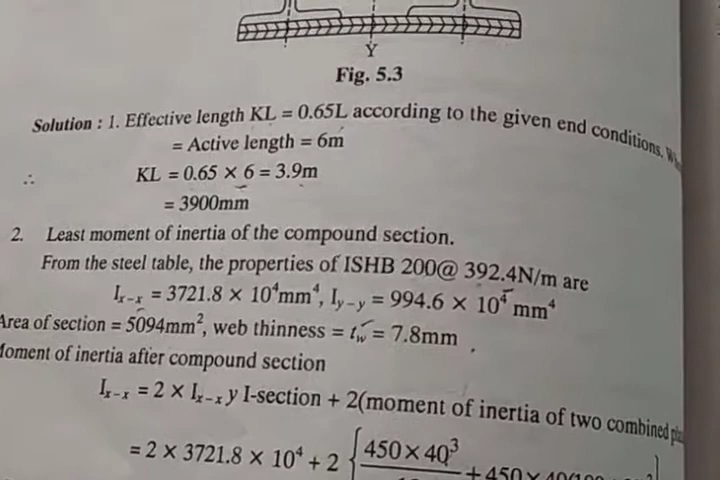 Y
Fig. 5.3
Solution : 1. Effective length KL = 0.65L according to the given end conditions.
= Active length = 6m
∴ KL = 0.65 × 6 = 3.9m
= 3900mm
2. Least moment of inertia of the compound section.
From the steel table, the properties of ISHB 200@ 392.4N/m are
Iₓ₋ₓ = 3721.8 × 10⁴mm⁴, I_y-y = 994.6 × 10⁴ mm⁴
Area of section = 5094mm², web thinness = t_w = 7.8mm .
Moment of inertia after compound section
Iₓ₋ₓ = 2 × Iₓ₋ₓ y I-section + 2(moment of inertia of two combined
= 2 × 3721.8 × 10⁴ + 2 { 450 × 40³ + 450 × 40